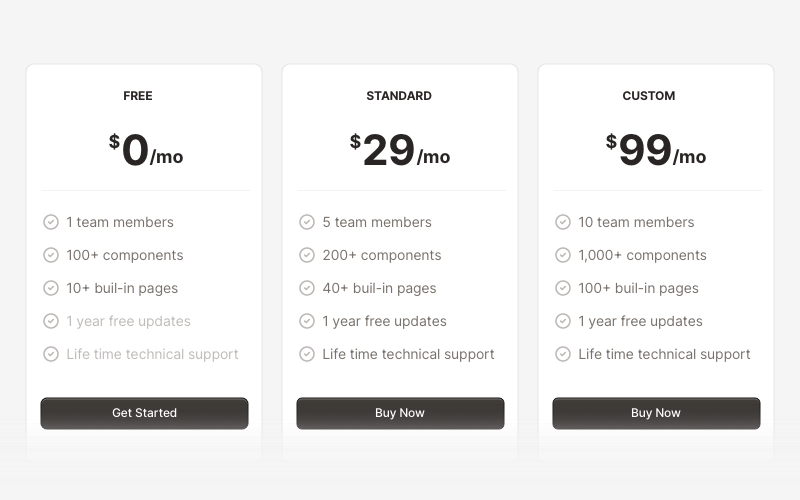 FREE
$0/mo
1 team members
100+ components
10+ buil-in pages
1 year free updates
Life time technical support
Get Started
STANDARD
$29/mo
5 team members
200+ components
40+ buil-in pages
1 year free updates
Life time technical support
Buy Now
CUSTOM
$99/mo
10 team members
1,000+ components
100+ buil-in pages
1 year free updates
Life time technical support
Buy Now